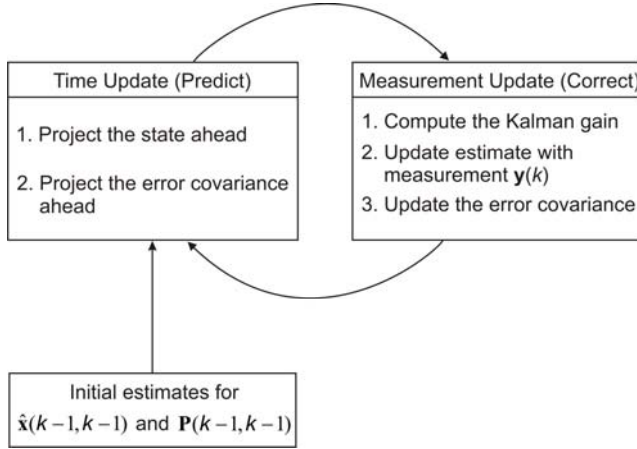 Time Update (Predict)
1. Project the state ahead
2. Project the error covariance
ahead
Measurement Update (Correct)
1. Compute the Kalman gain
2. Update estimate with
measurement y(k)
3. Update the error covariance
Initial estimates for
x̂(k−1,k−1) and P(k−1,k−1)